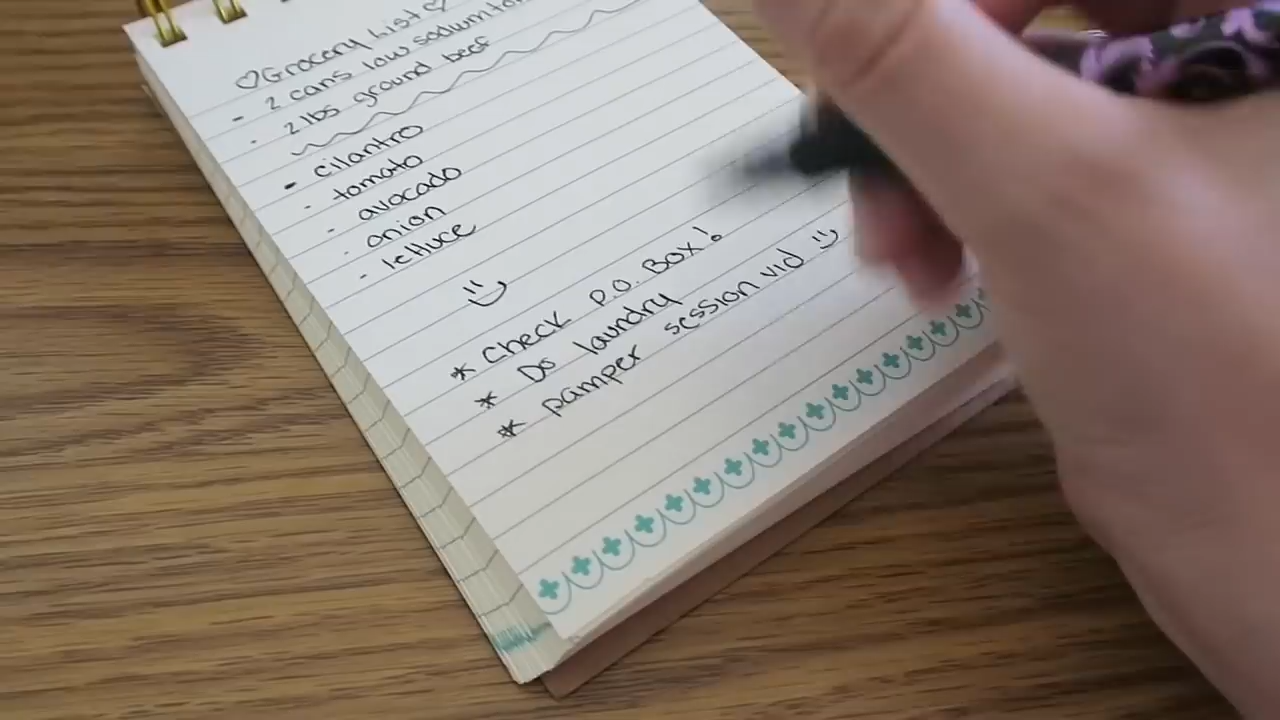 ♡Grocery List♡
- 2 cans low sodium
- 2 lbs ground beef
- cilantro
- tomato
- avocado
- onion
- lettuce
* Check P.O. Box!
* Do laundry
* pamper session vid :)